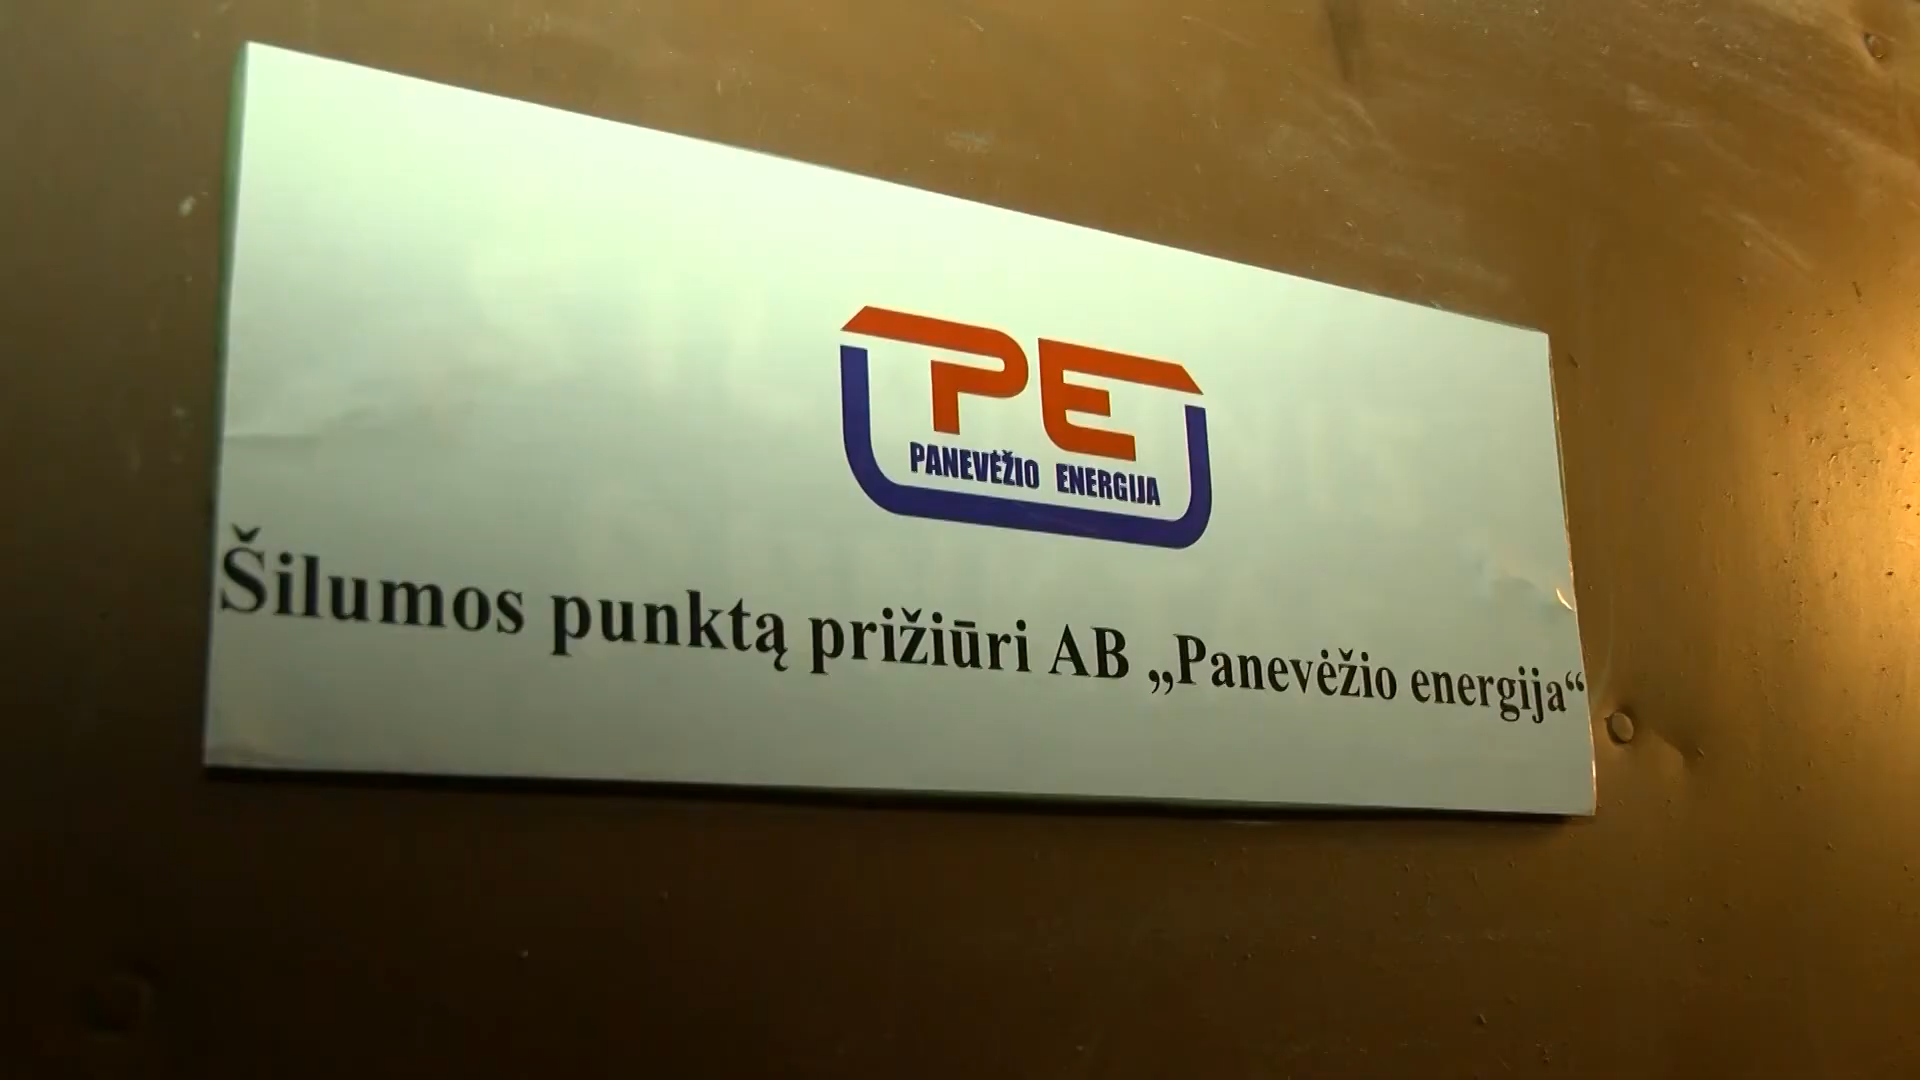 PE
PANEVĖŽIO ENERGIJA
Šilumos punktą prižiūri AB „Panevėžio energija“